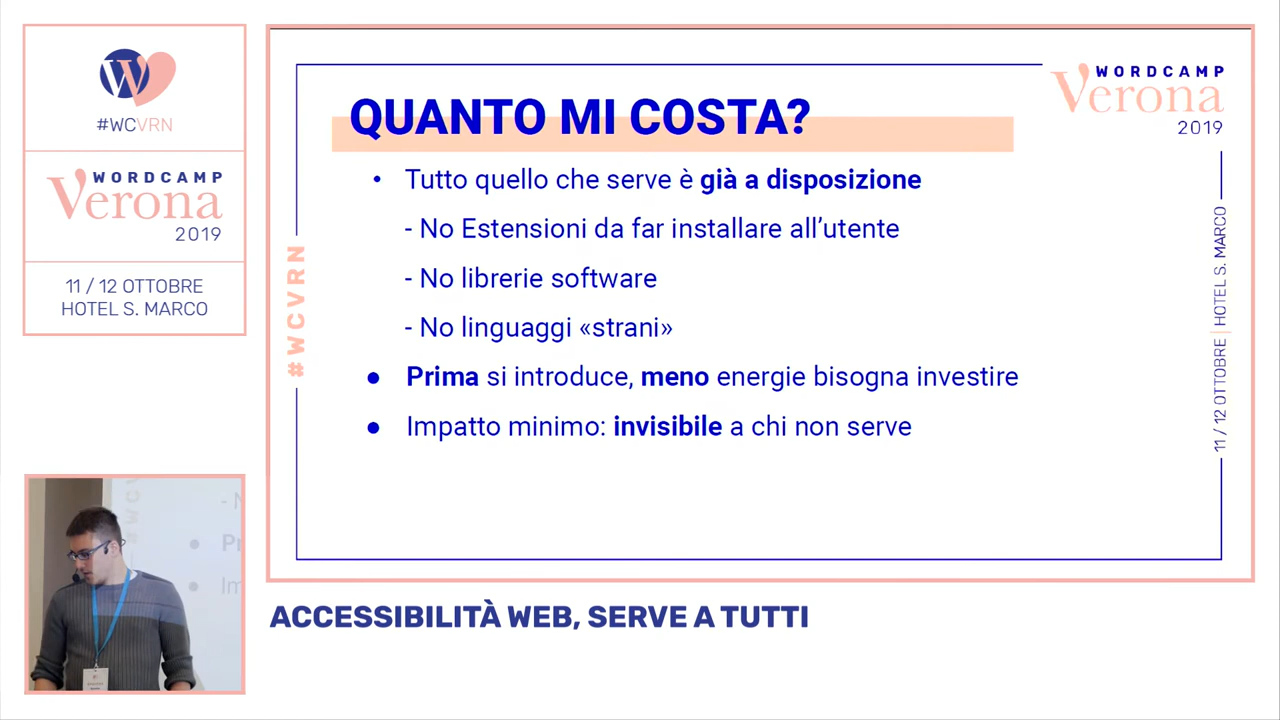 #WCVRN
WORDCAMP
Verona
2019
11 / 12 OTTOBRE
HOTEL S. MARCO
WORDCAMP
Verona
2019
11 / 12 OTTOBRE | HOTEL S. MARCO
#WCVRN
QUANTO MI COSTA?
• Tutto quello che serve è già a disposizione
- No Estensioni da far installare all’utente
- No librerie software
- No linguaggi «strani»
● Prima si introduce, meno energie bisogna investire
● Impatto minimo: invisibile a chi non serve
ACCESSIBILITÀ WEB, SERVE A TUTTI